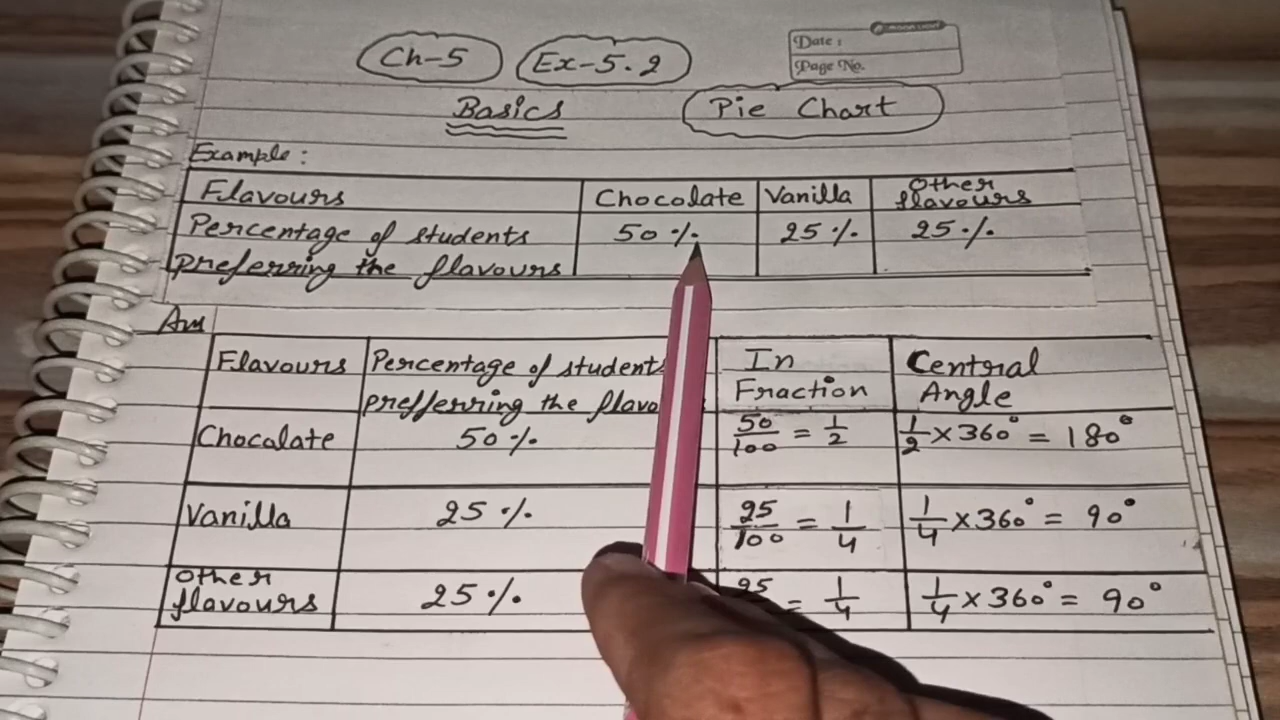 Ch-5 Ex-5.2
Date :
Page No.
Basics Pie Chart
Example :
Flavours Chocolate Vanilla Other flavours
Percentage of students preferring the flavours 50% 25% 25%
Ans
Flavours Percentage of students prefferring the flavo In Fraction Central Angle
Chocolate 50% 50/100 = 1/2 1/2 × 360° = 180°
Vanilla 25% 25/100 = 1/4 1/4 × 360° = 90°
Other flavours 25% 25 = 1/4 1/4 × 360° = 90°